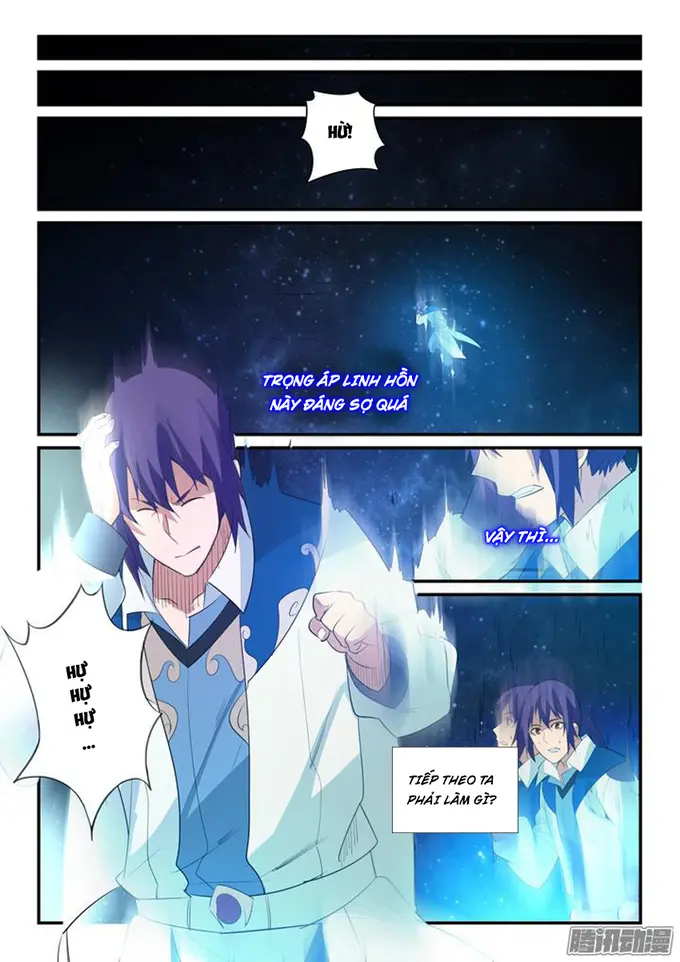 HỪ!
TRỌNG ÁP LINH HỒN
NÀY ĐÁNG SỢ QUÁ
VẬY THÌ...
HỰ
HỰ
HỰ
...
TIẾP THEO TA
PHẢI LÀM GÌ?
腾讯动漫